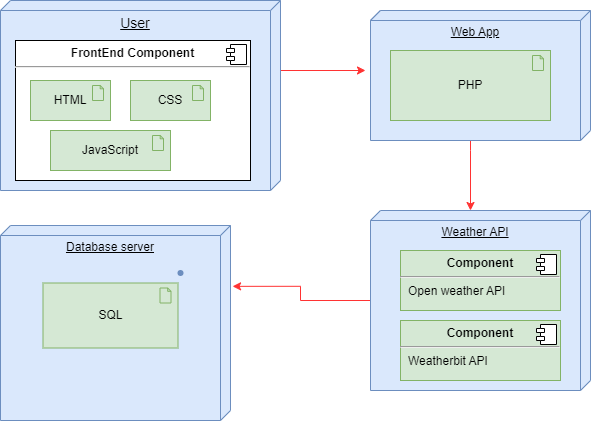 User
FrontEnd Component
HTML
CSS
JavaScript
Web App
PHP
Weather API
Component
Open weather API
Component
Weatherbit API
Database server
SQL